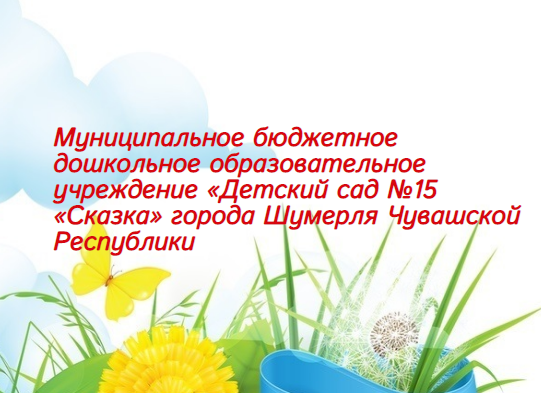 Муниципальное бюджетное
дошкольное образовательное
учреждение «Детский сад №15
«Сказка» города Шумерля Чувашской
Республики